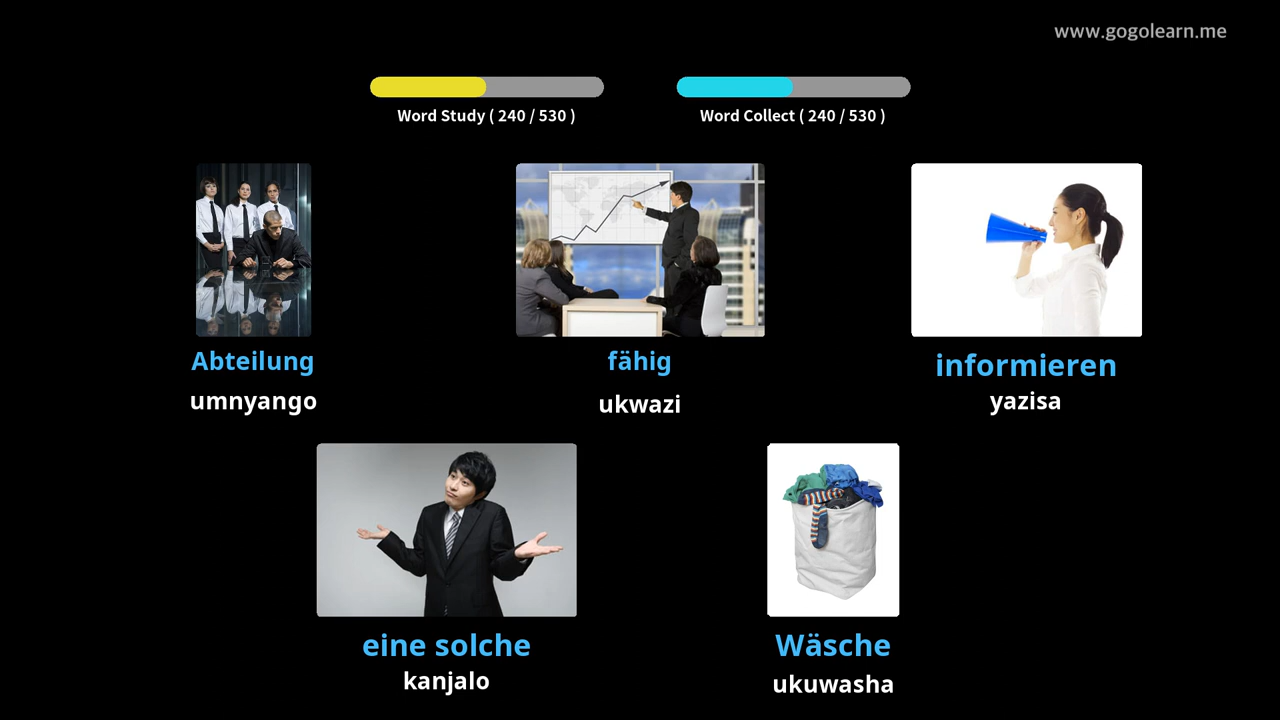 www.gogolearn.me
Word Study ( 240 / 530 )
Word Collect ( 240 / 530 )
Abteilung
umnyango
fähig
ukwazi
informieren
yazisa
eine solche
kanjalo
Wäsche
ukuwasha